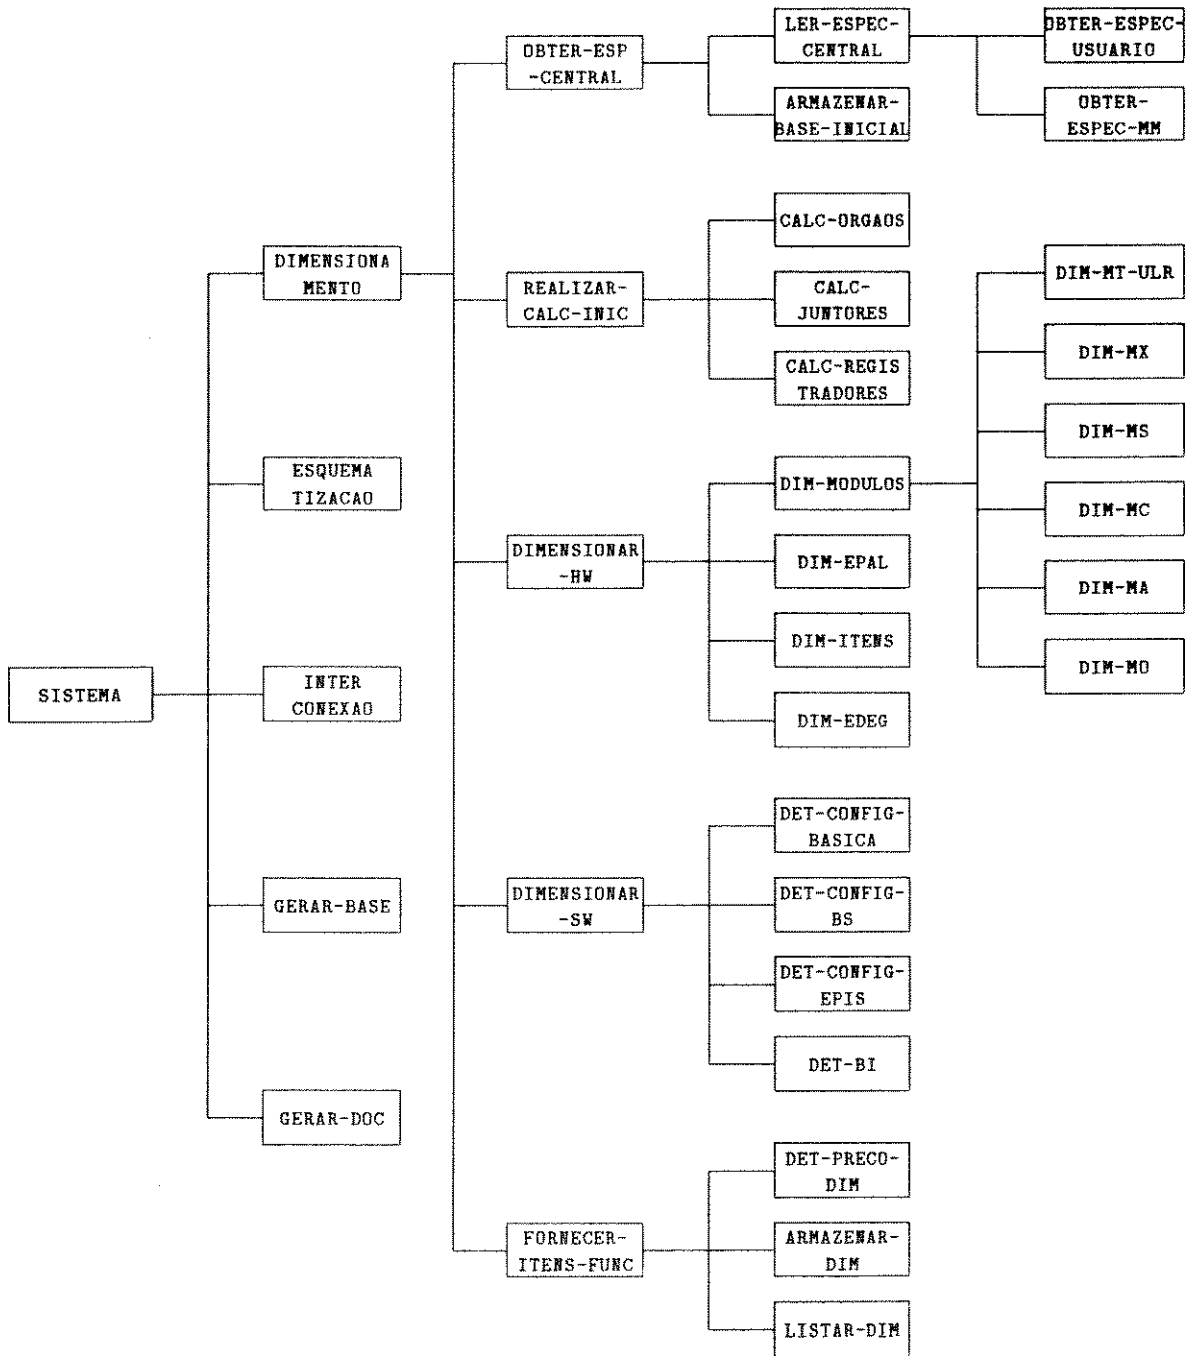 SISTEMA
DIMENSIONA
MENTO
ESQUEMA
TIZACAO
INTER
CONEXAO
GERAR-BASE
GERAR-DOC
OBTER-ESP
-CENTRAL
REALIZAR-
CALC-INIC
DIMENSIONAR
-HW
DIMENSIONAR
-SW
FORNECER-
ITENS-FUNC
LER-ESPEC-
CENTRAL
ARMAZENAR-
BASE-INICIAL
CALC-ORGAOS
CALC-
JUNTORES
CALC-REGIS
TRADORES
DIM-MODULOS
DIM-EPAL
DIM-ITENS
DIM-EDEG
DET-CONFIG-
BASICA
DET-CONFIG-
BS
DET-CONFIG-
EPIS
DET-BI
DET-PRECO-
DIM
ARMAZENAR-
DIM
LISTAR-DIM
OBTER-ESPEC-
USUARIO
OBTER-
ESPEC-MM
DIM-MT-ULR
DIM-MX
DIM-MS
DIM-MC
DIM-MA
DIM-MO